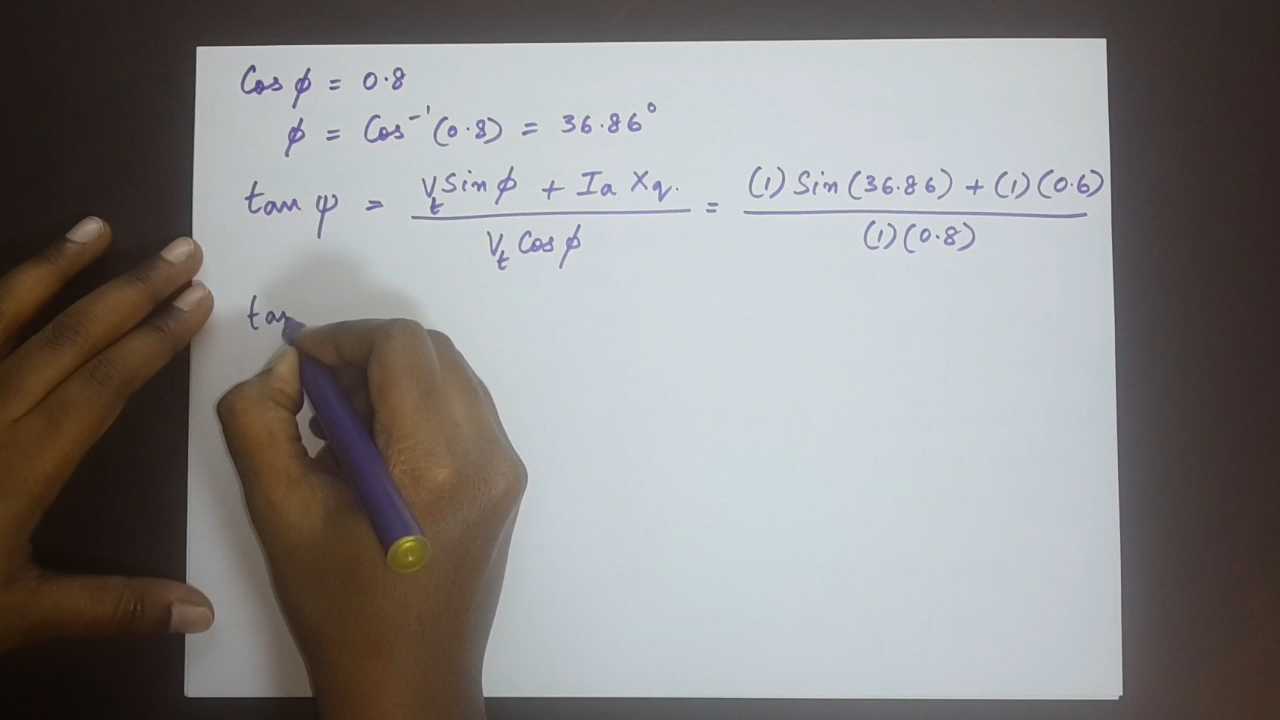 Cos φ = 0.8
φ = Cos⁻¹(0.8) = 36.86°
tan ψ = (Vt Sin φ + Ia Xq.) / (Vt Cos φ) = ((1) Sin (36.86) + (1)(0.6)) / ((1)(0.8))
tan